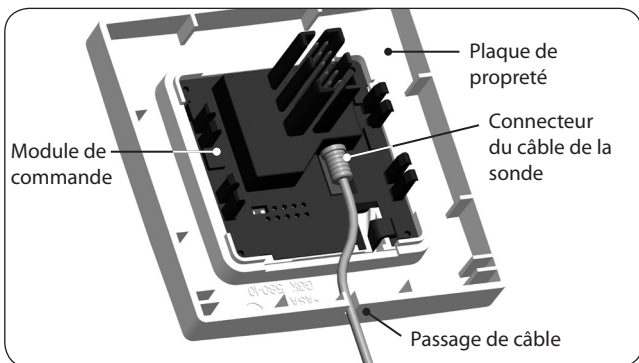 Plaque de
propreté
Connecteur
du câble de la
sonde
Module de
commande
Passage de câble